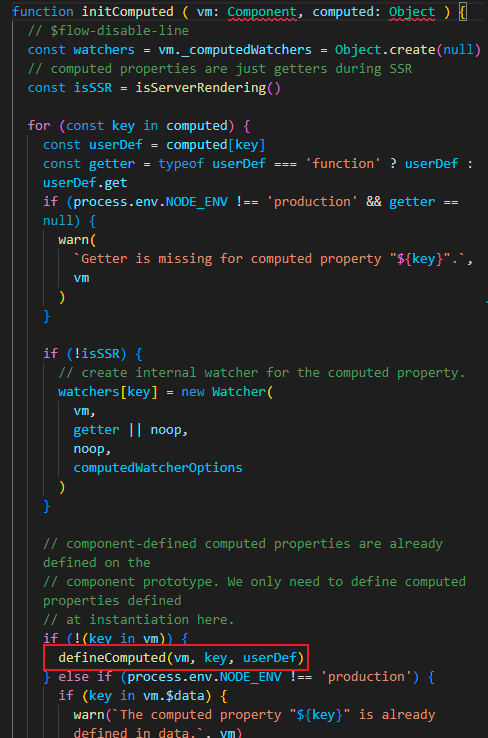 function initComputed ( vm: Component, computed: Object ) {
// $flow-disable-line
const watchers = vm._computedWatchers = Object.create(null)
// computed properties are just getters during SSR
const isSSR = isServerRendering()
for (const key in computed) {
const userDef = computed[key]
const getter = typeof userDef === 'function' ? userDef :
userDef.get
if (process.env.NODE_ENV !== 'production' && getter ==
null) {
warn(
`Getter is missing for computed property "${key}".`,
vm
)
}
if (!isSSR) {
// create internal watcher for the computed property.
watchers[key] = new Watcher(
vm,
getter || noop,
noop,
computedWatcherOptions
)
}
// component-defined computed properties are already
defined on the
// component prototype. We only need to define computed
properties defined
// at instantiation here.
if (!(key in vm)) {
defineComputed(vm, key, userDef)
} else if (process.env.NODE_ENV !== 'production') {
if (key in vm.$data) {
warn(`The computed property "${key}" is already
defined in data.`, vm)